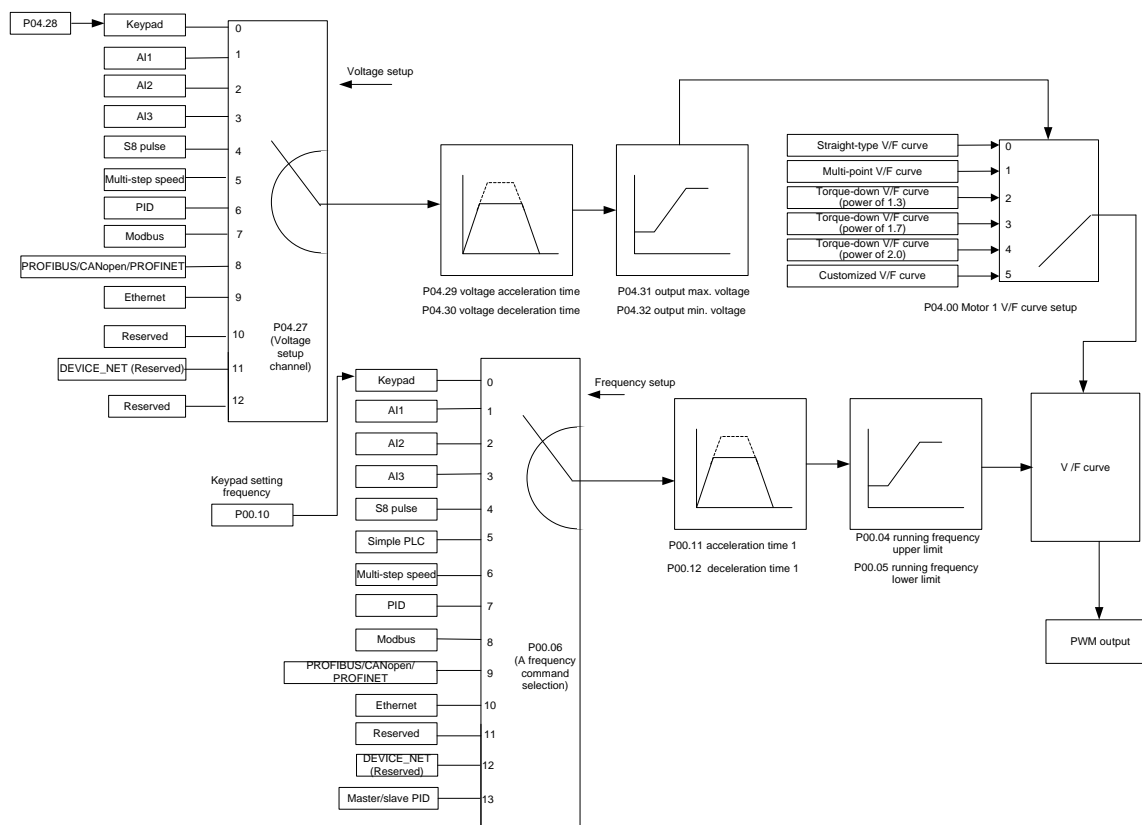 P04.28
Keypad
0
AI1
1
AI2
2
AI3
3
S8 pulse
4
Multi-step speed
5
PID
6
Modbus
7
PROFIBUS/CANopen/PROFINET
8
Ethernet
9
Reserved
10
DEVICE_NET (Reserved)
11
Reserved
12
P04.27
(Voltage
setup
channel)
Voltage setup
P04.29 voltage acceleration time
P04.30 voltage deceleration time
P04.31 output max. voltage
P04.32 output min. voltage
Straight-type V/F curve
0
Multi-point V/F curve
1
Torque-down V/F curve
(power of 1.3)
2
Torque-down V/F curve
(power of 1.7)
3
Torque-down V/F curve
(power of 2.0)
4
Customized V/F curve
5
P04.00 Motor 1 V/F curve setup
Keypad setting
frequency
P00.10
Keypad
0
AI1
1
AI2
2
AI3
3
S8 pulse
4
Simple PLC
5
Multi-step speed
6
PID
7
Modbus
8
PROFIBUS/CANopen/
PROFINET
9
Ethernet
10
Reserved
11
DEVICE_NET
(Reserved)
12
Master/slave PID
13
P00.06
(A frequency
command
selection)
Frequency setup
P00.11 acceleration time 1
P00.12 deceleration time 1
P00.04 running frequency
upper limit
P00.05 running frequency
lower limit
V /F curve
PWM output